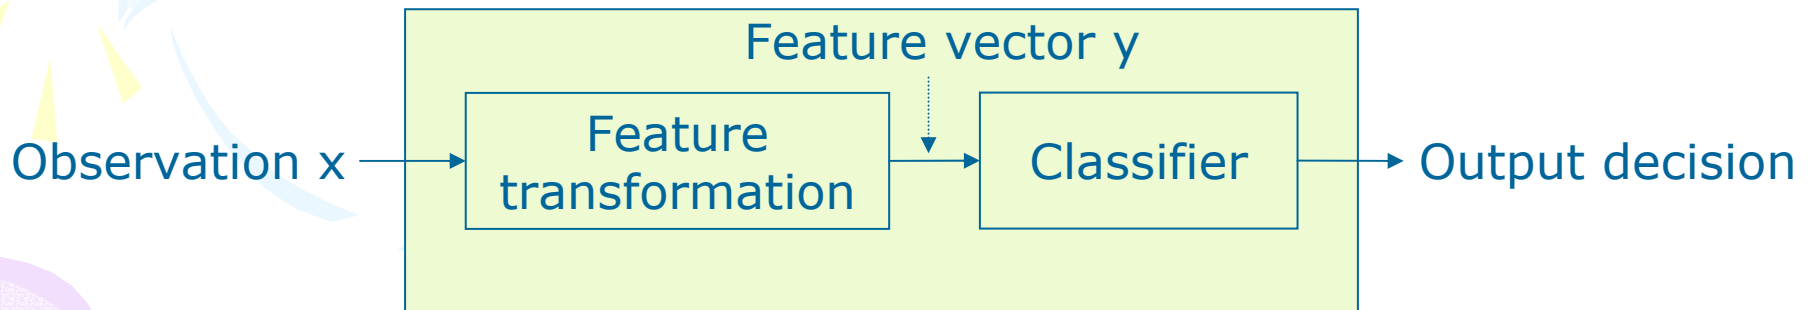 Feature vector y
Observation x
Feature
transformation
Classifier
Output decision